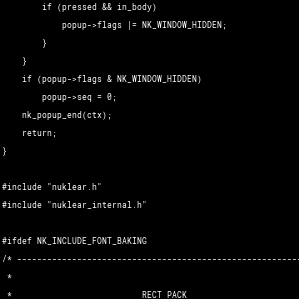 if (pressed && in_body)
popup->flags |= NK_WINDOW_HIDDEN;
}
}
if (popup->flags & NK_WINDOW_HIDDEN)
popup->seq = 0;
nk_popup_end(ctx);
return;
}
#include "nuklear.h"
#include "nuklear_internal.h"
#ifdef NK_INCLUDE_FONT_BAKING
/* ---------------------------------------------------------
*
* RECT PACK